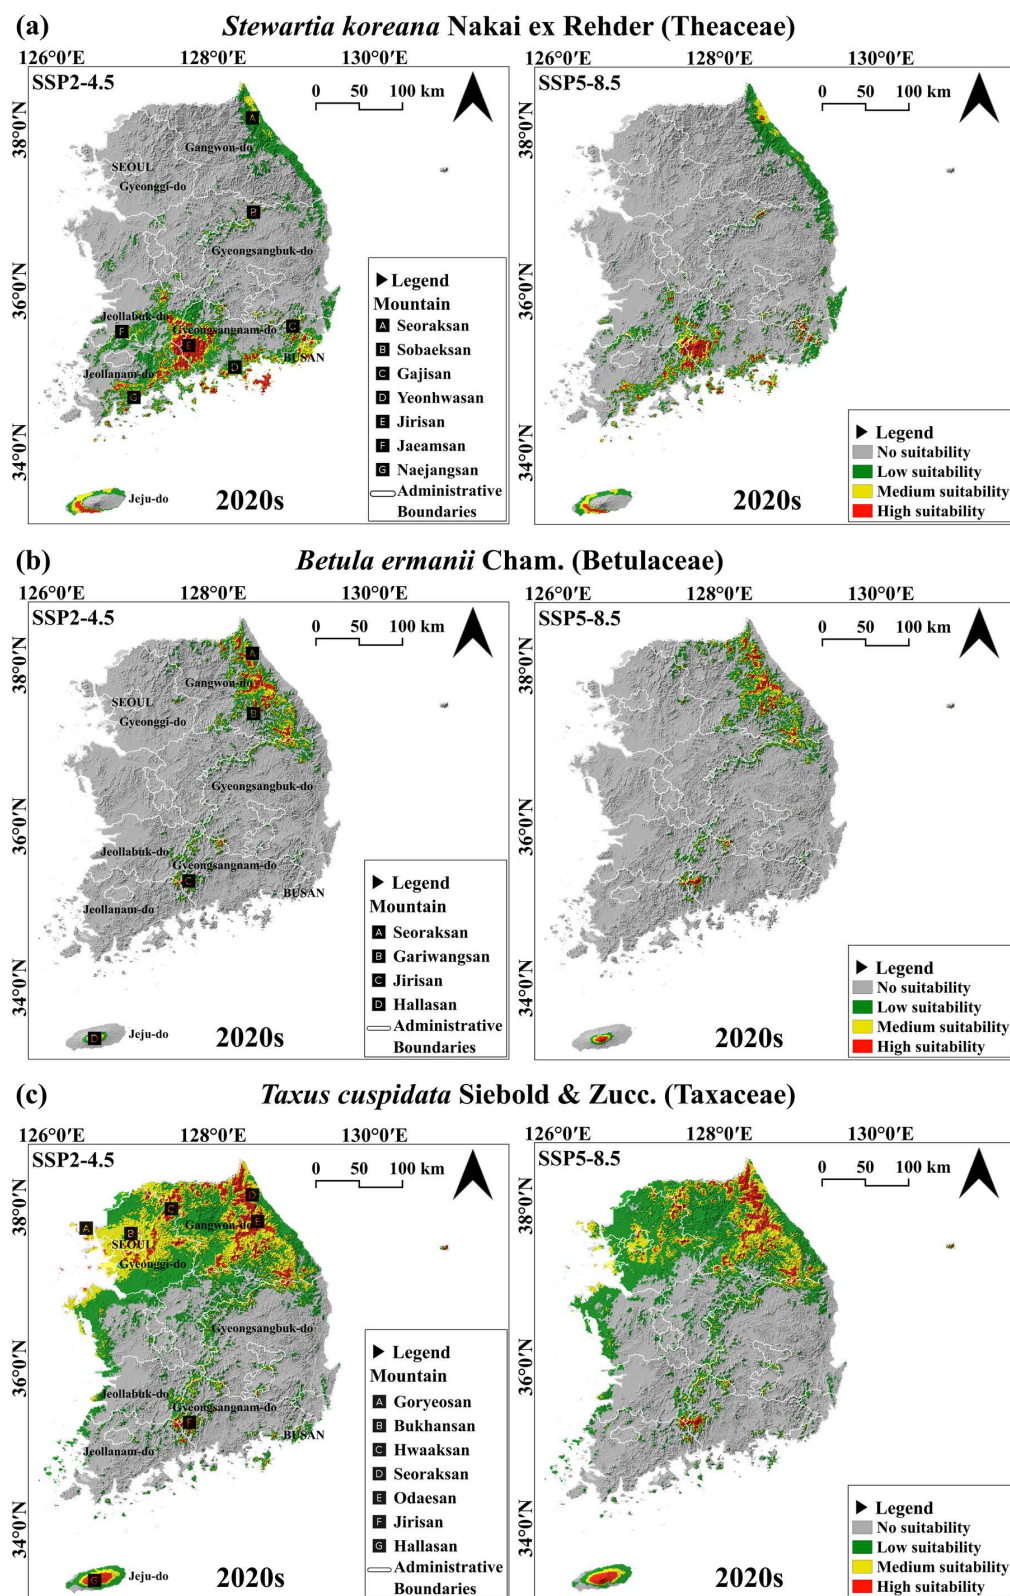 (a)
Stewartia koreana Nakai ex Rehder (Theaceae)
126°0′E 128°0′E 130°0′E
126°0′E 128°0′E 130°0′E
SSP2-4.5
0 50 100 km
38°0′N
36°0′N
34°0′N
A
Gangwon-do
SEOUL
Gyeonggi-do
B
Gyeongsangbuk-do
Jeollabuk-do
F
Gyeongsangnam-do
C
E
BUSAN
D
Jeollanam-do
G
Jeju-do
2020s
Legend
Mountain
A Seoraksan
B Sobaeksan
C Gajisan
D Yeonhwasan
E Jirisan
F Jaeamsan
G Naejangsan
Administrative
Boundaries
SSP5-8.5
0 50 100 km
38°0′N
36°0′N
34°0′N
2020s
Legend
No suitability
Low suitability
Medium suitability
High suitability
(b)
Betula ermanii Cham. (Betulaceae)
126°0′E 128°0′E 130°0′E
126°0′E 128°0′E 130°0′E
SSP2-4.5
0 50 100 km
38°0′N
36°0′N
34°0′N
A
Gangwon-do
SEOUL
B
Gyeonggi-do
Gyeongsangbuk-do
Jeollabuk-do
Gyeongsangnam-do
C
BUSAN
Jeollanam-do
D
Jeju-do
2020s
Legend
Mountain
A Seoraksan
B Gariwangsan
C Jirisan
D Hallasan
Administrative
Boundaries
SSP5-8.5
0 50 100 km
38°0′N
36°0′N
34°0′N
2020s
Legend
No suitability
Low suitability
Medium suitability
High suitability
(c)
Taxus cuspidata Siebold & Zucc. (Taxaceae)
126°0′E 128°0′E 130°0′E
126°0′E 128°0′E 130°0′E
SSP2-4.5
0 50 100 km
38°0′N
36°0′N
34°0′N
D
C
A
B
E
Gangwon-do
SEOUL
Gyeonggi-do
Gyeongsangbuk-do
Jeollabuk-do
Gyeongsangnam-do
F
BUSAN
Jeollanam-do
G
Jeju-do
2020s
Legend
Mountain
A Goryeosan
B Bukhansan
C Hwaaksan
D Seoraksan
E Odaesan
F Jirisan
G Hallasan
Administrative
Boundaries
SSP5-8.5
0 50 100 km
38°0′N
36°0′N
34°0′N
2020s
Legend
No suitability
Low suitability
Medium suitability
High suitability